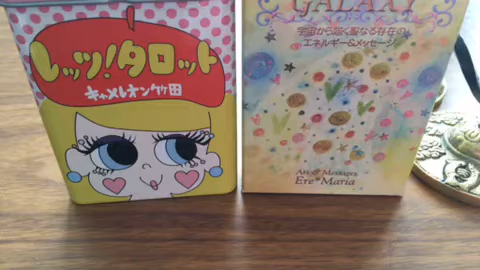 レッツ!タロット
キャメレオン竹田
GALAXY
宇宙から届く聖なる存在の
エネルギー&メッセージ
Art & Messages
Ere*Maria